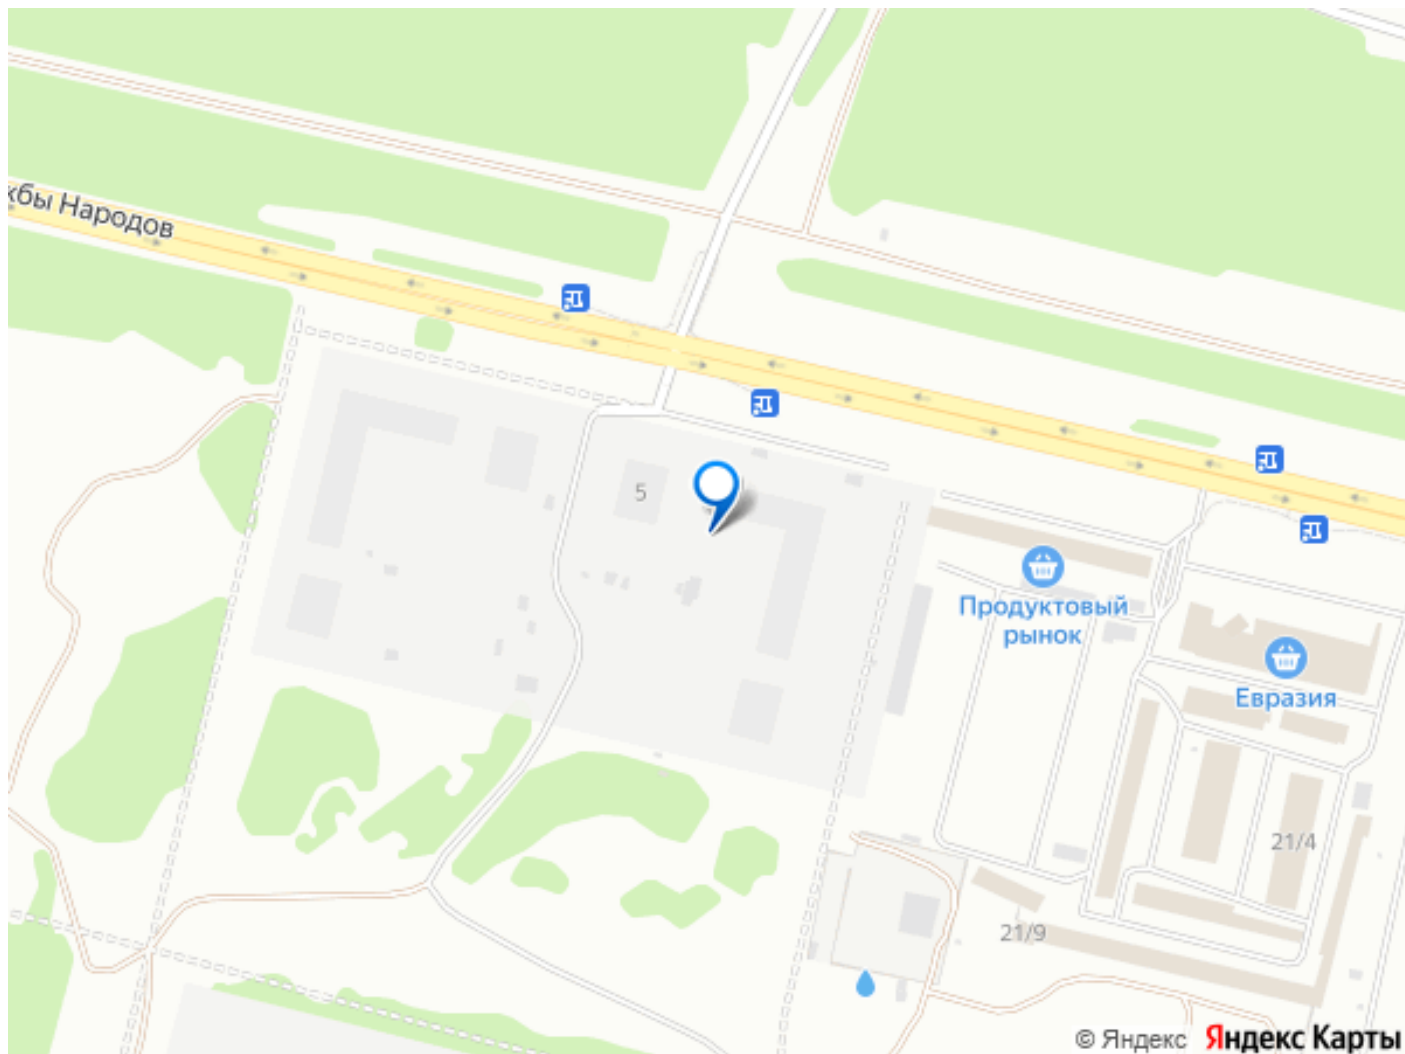 жбы Народов
5
Продуктовый
рынок
Евразия
21/4
21/9
© Яндекс Яндекс Карты